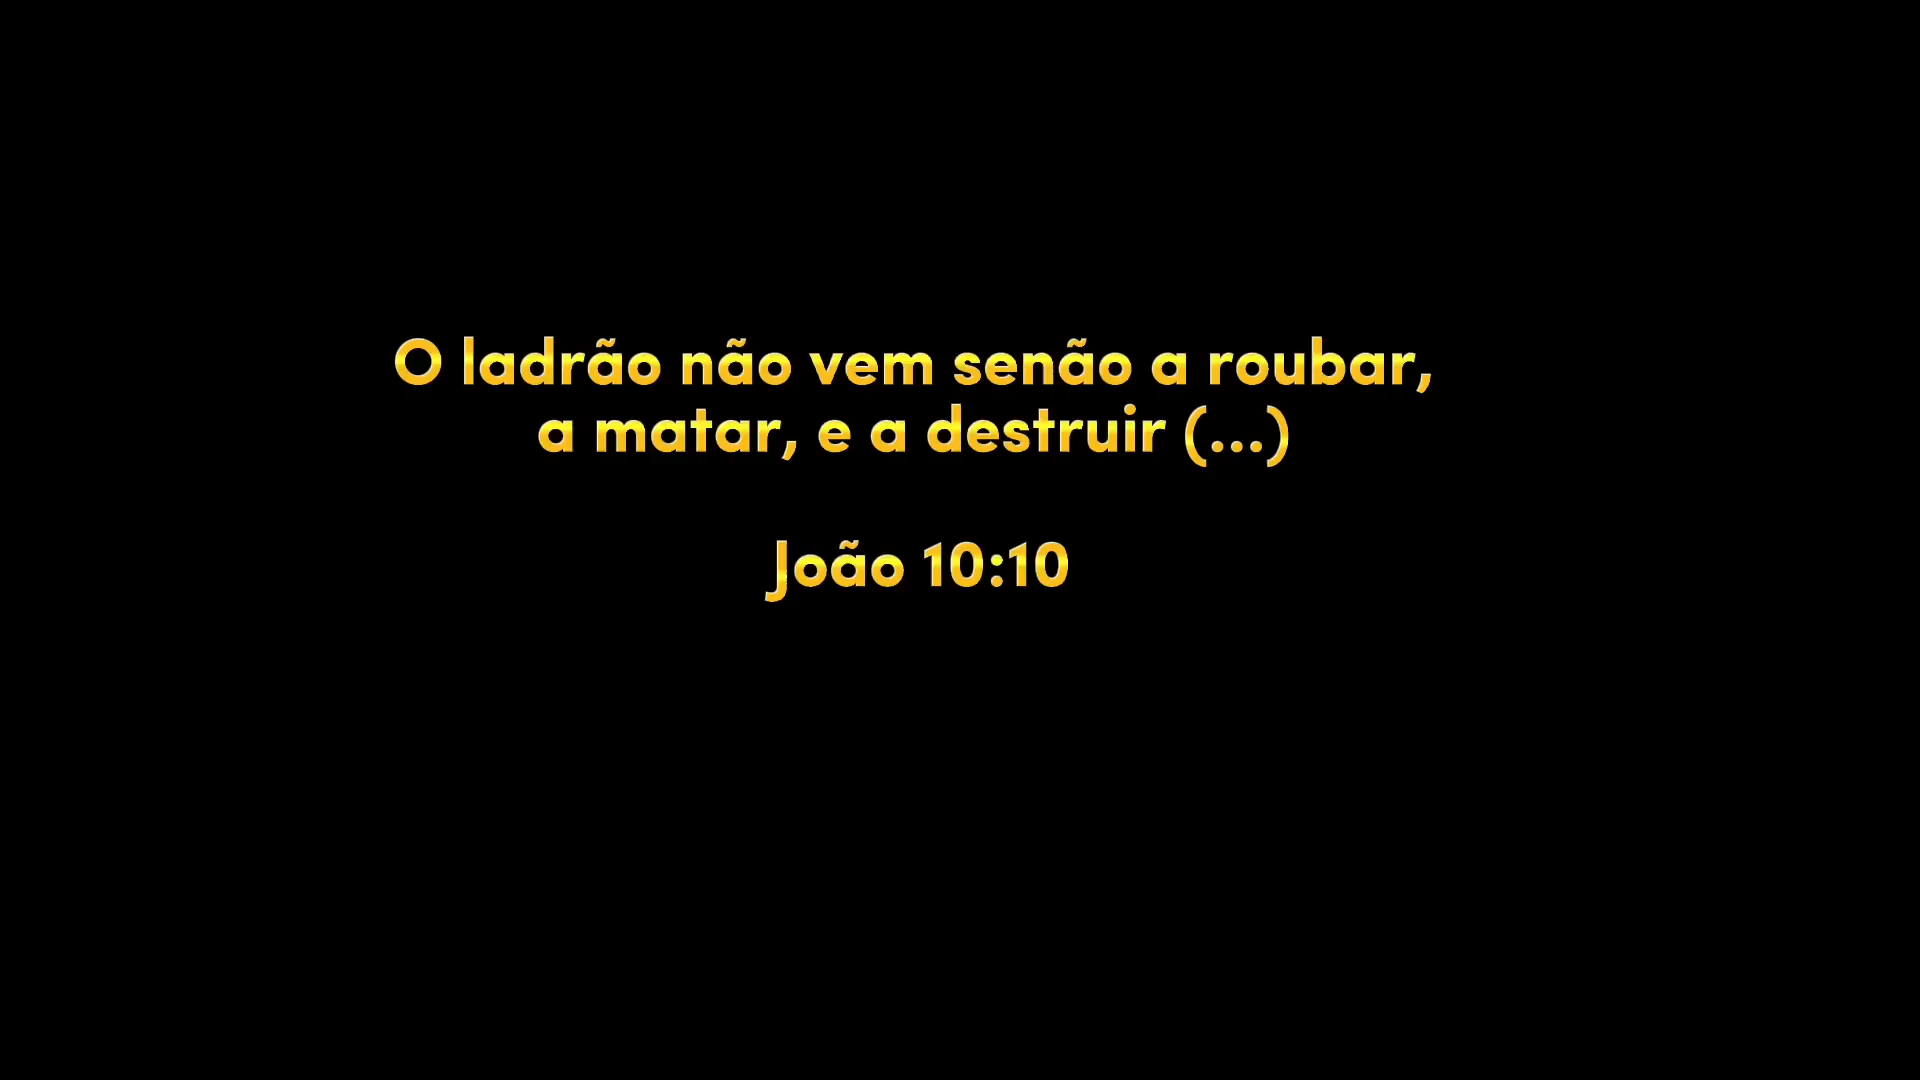 O ladrão não vem senão a roubar,
a matar, e a destruir (...)
João 10:10